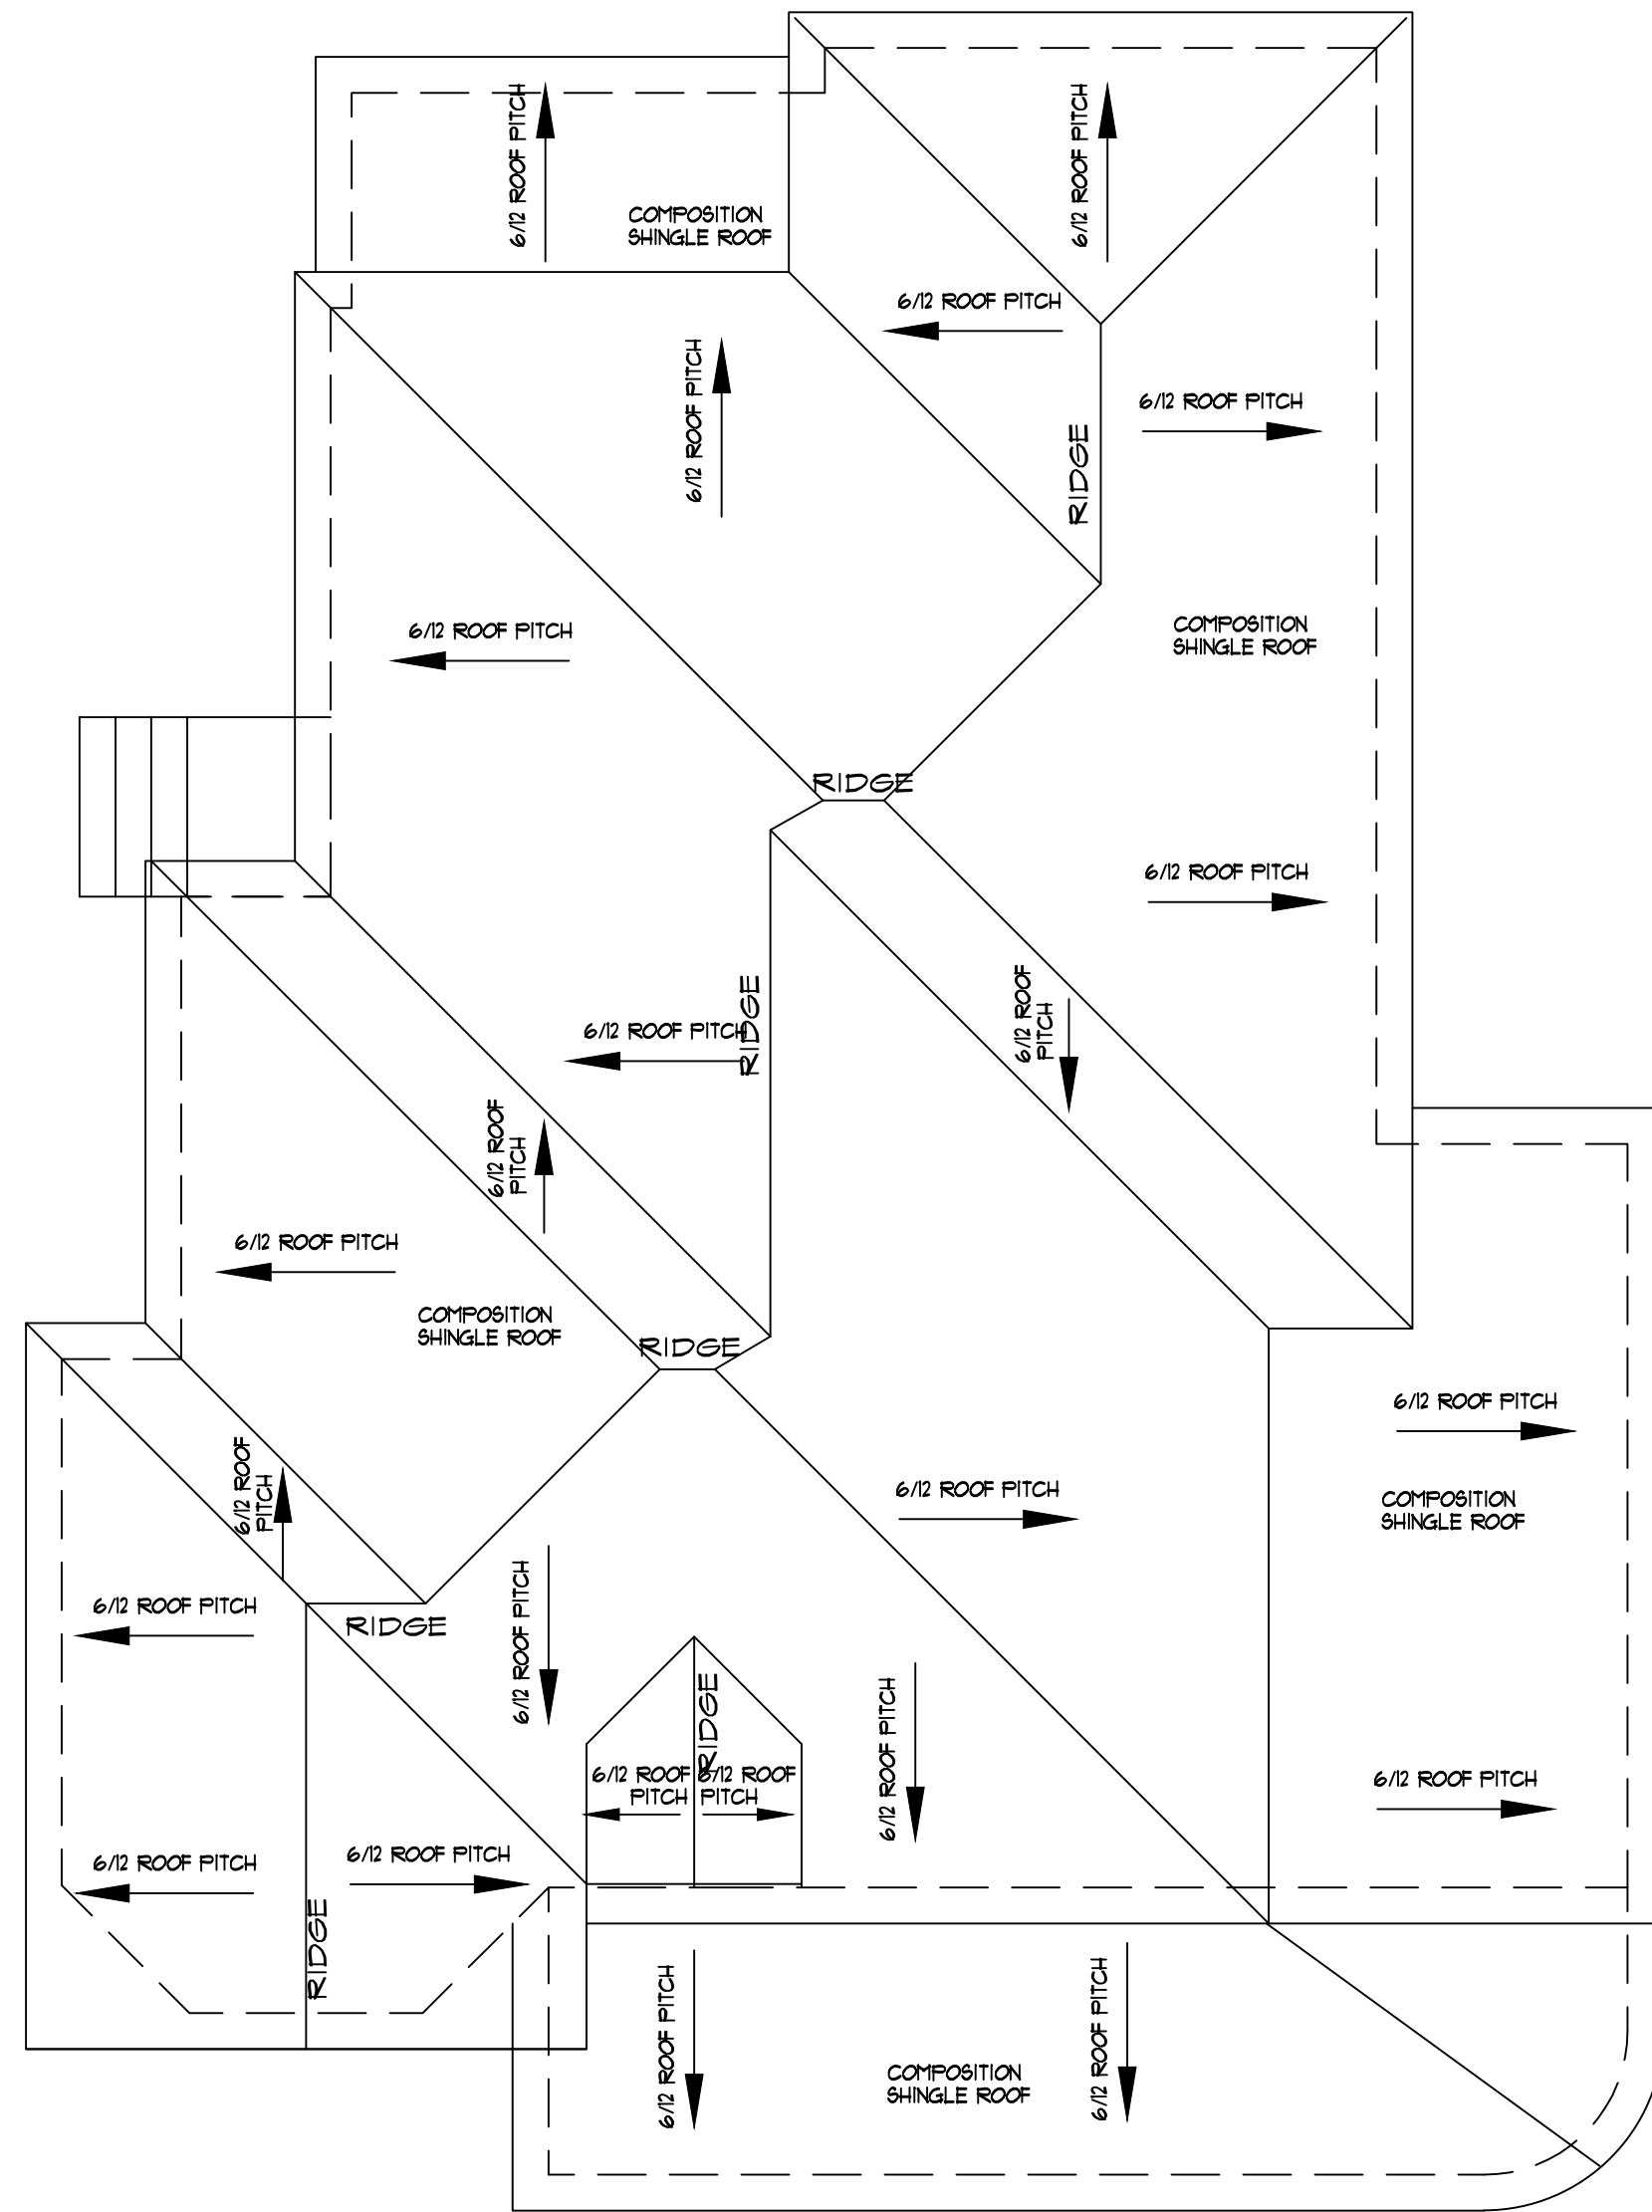 6/12 ROOF PITCH
6/12 ROOF PITCH
COMPOSITION
SHINGLE ROOF
6/12 ROOF PITCH
6/12 ROOF PITCH
6/12 ROOF PITCH
RIDGE
COMPOSITION
SHINGLE ROOF
6/12 ROOF PITCH
RIDGE
6/12 ROOF PITCH
RIDGE
6/12 ROOF
PITCH
6/12 ROOF PITCH
6/12 ROOF
PITCH
6/12 ROOF PITCH
COMPOSITION
SHINGLE ROOF
RIDGE
6/12 ROOF PITCH
6/12 ROOF
PITCH
6/12 ROOF PITCH
COMPOSITION
SHINGLE ROOF
6/12 ROOF PITCH
RIDGE
6/12 ROOF PITCH
RIDGE
6/12 ROOF PITCH
6/12 ROOF
PITCH
6/12 ROOF
PITCH
6/12 ROOF PITCH
6/12 ROOF PITCH
6/12 ROOF PITCH
RIDGE
6/12 ROOF PITCH
6/12 ROOF PITCH
COMPOSITION
SHINGLE ROOF